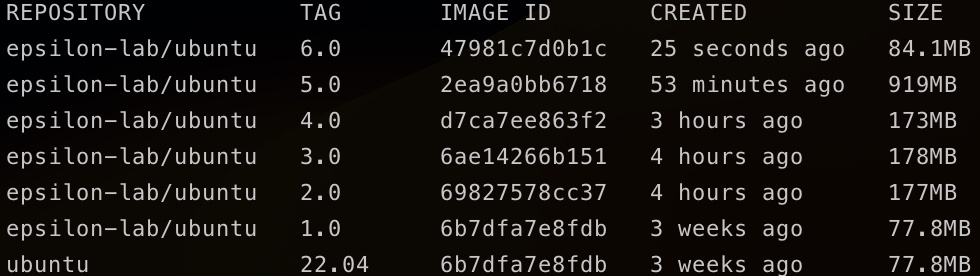 REPOSITORY TAG IMAGE ID CREATED SIZE
epsilon-lab/ubuntu 6.0 47981c7d0b1c 25 seconds ago 84.1MB
epsilon-lab/ubuntu 5.0 2ea9a0bb6718 53 minutes ago 919MB
epsilon-lab/ubuntu 4.0 d7ca7ee863f2 3 hours ago 173MB
epsilon-lab/ubuntu 3.0 6ae14266b151 4 hours ago 178MB
epsilon-lab/ubuntu 2.0 69827578cc37 4 hours ago 177MB
epsilon-lab/ubuntu 1.0 6b7dfa7e8fdb 3 weeks ago 77.8MB
ubuntu 22.04 6b7dfa7e8fdb 3 weeks ago 77.8MB